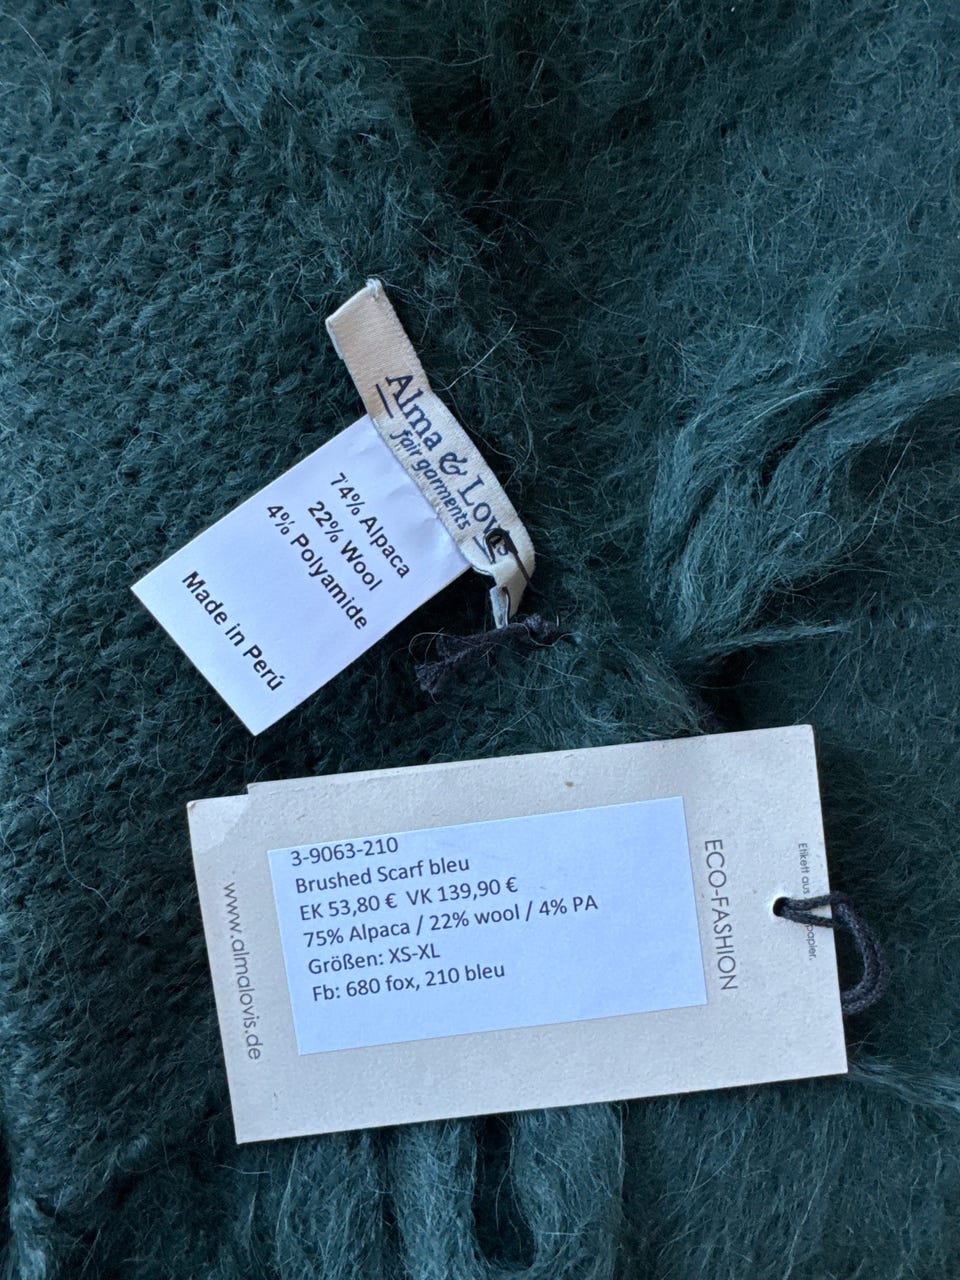 Alma & Lovis
fair garments
74% Alpaca
22% Wool
4% Polyamide
Made in Perú
3-9063-210
Brushed Scarf bleu
EK 53,80 € VK 139,90 €
75% Alpaca / 22% wool / 4% PA
Größen: XS-XL
Fb: 680 fox, 210 bleu
www.almalovis.de
ECO-FASHION
Etikett aus